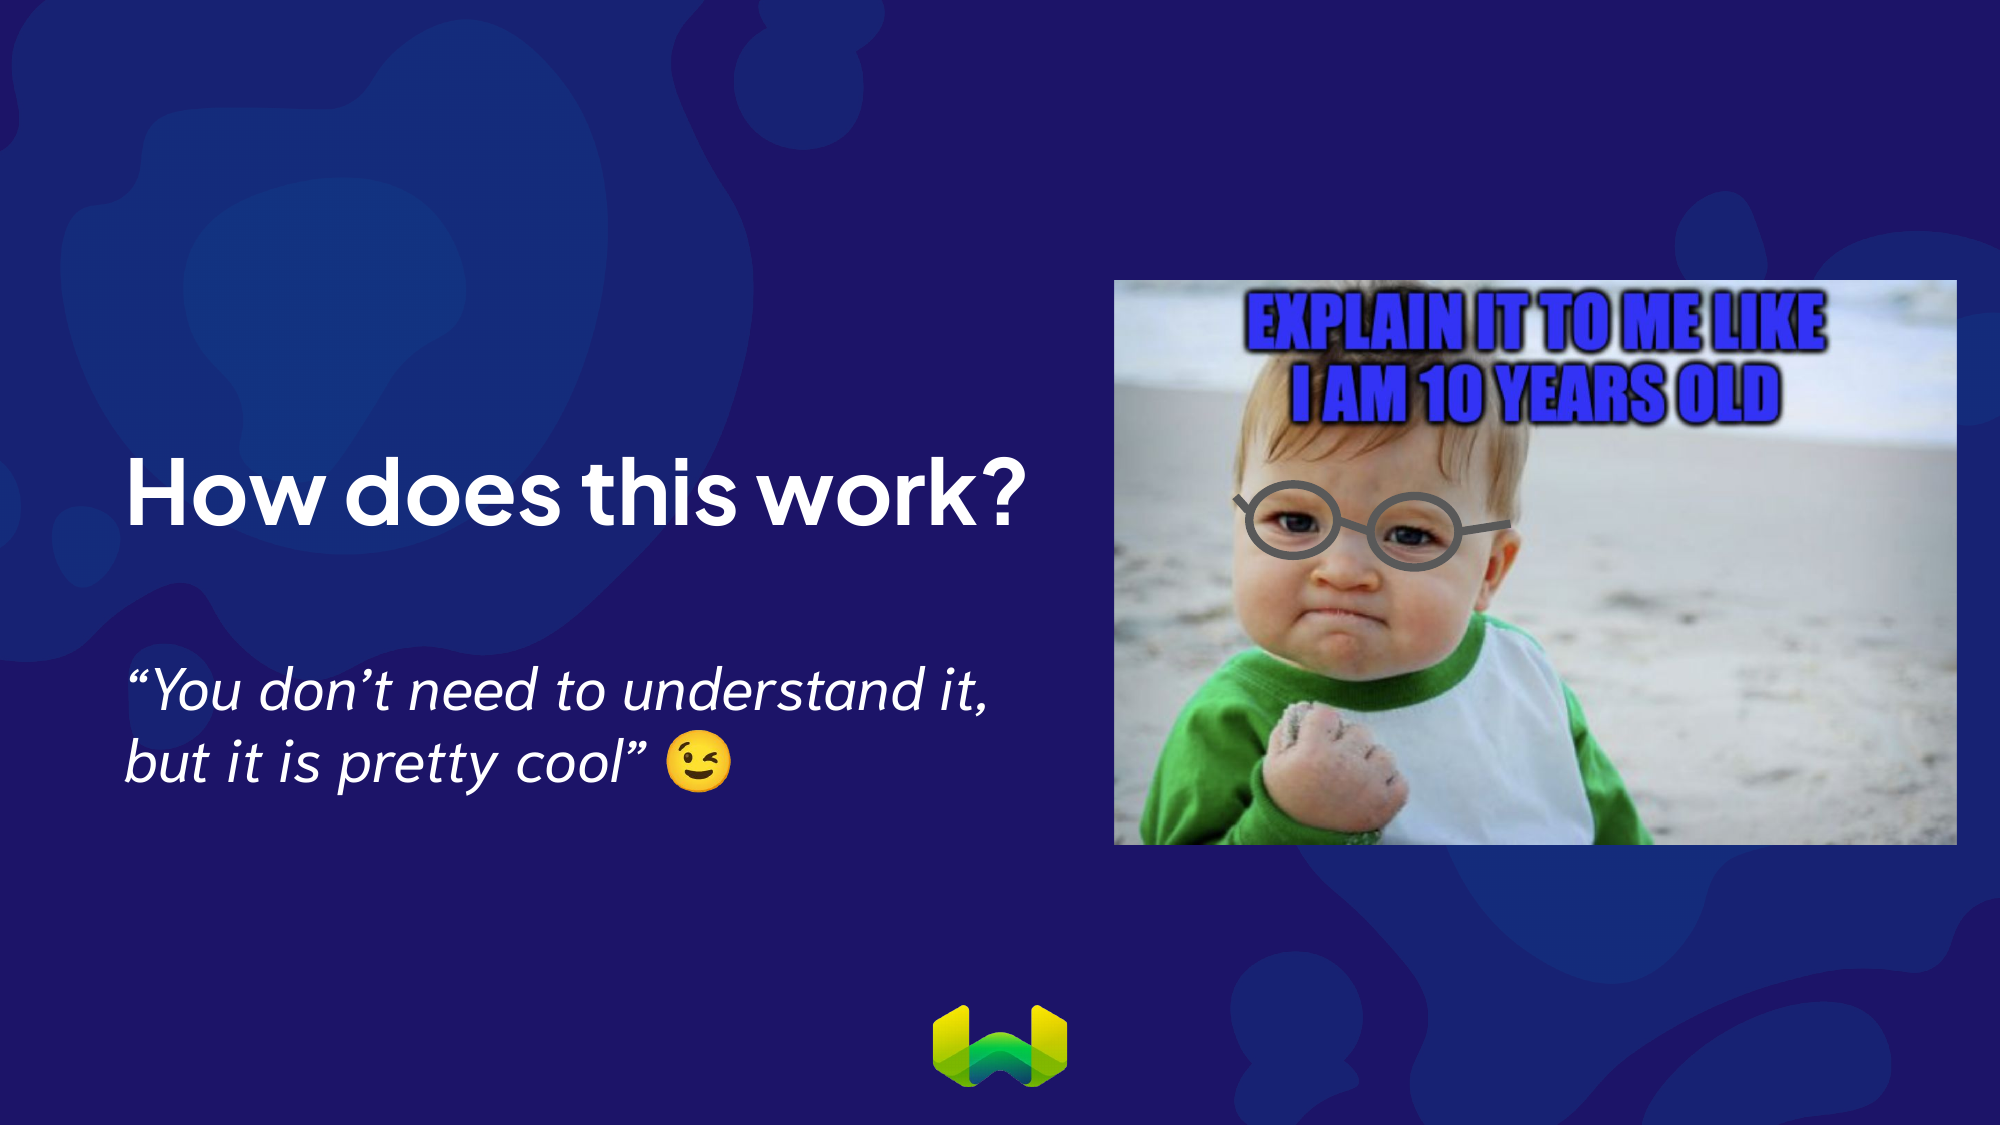 How does this work?
“You don’t need to understand it,
but it is pretty cool” 😉
EXPLAIN IT TO ME LIKE
I AM 10 YEARS OLD